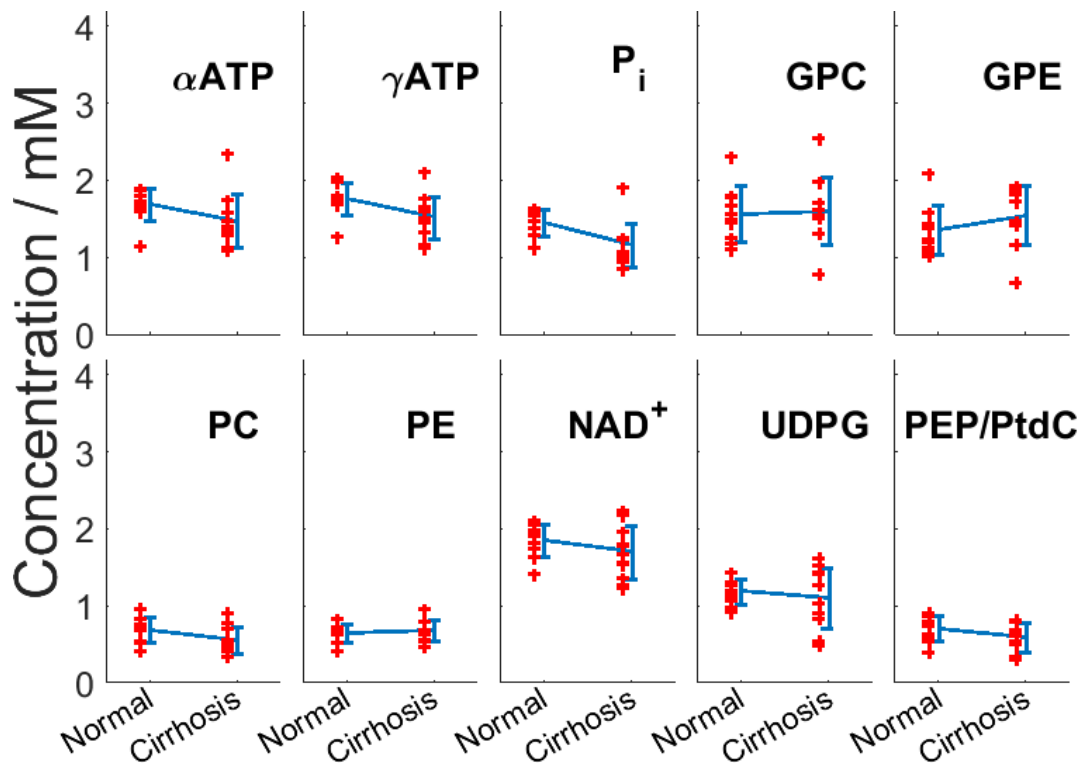 Concentration / mM
4
3
2
1
0
αATP
γATP
Pi
GPC
GPE
4
3
2
1
0
PC
PE
NAD+
UDPG
PEP/PtdC
Normal
Cirrhosis
Normal
Cirrhosis
Normal
Cirrhosis
Normal
Cirrhosis
Normal
Cirrhosis